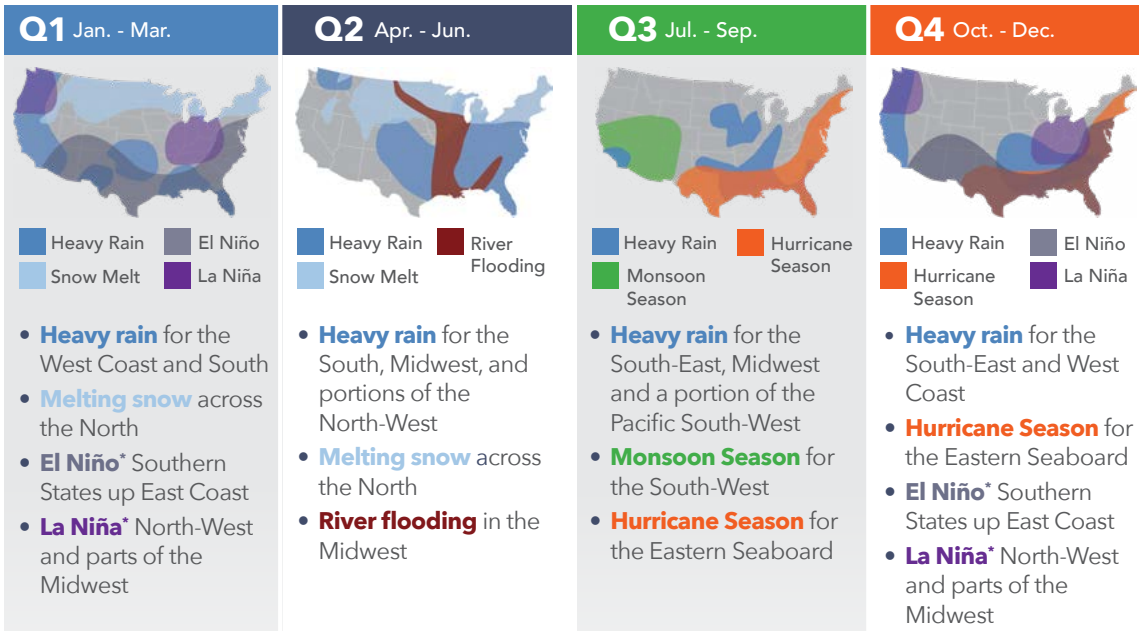 Q1 Jan. - Mar.
Heavy Rain
El Niño
Snow Melt
La Niña
• Heavy rain for the
West Coast and South
• Melting snow across
the North
• El Niño* Southern
States up East Coast
• La Niña* North-West
and parts of the
Midwest
Q2 Apr. - Jun.
Heavy Rain
River
Flooding
Snow Melt
• Heavy rain for the
South, Midwest, and
portions of the
North-West
• Melting snow across
the North
• River flooding in the
Midwest
Q3 Jul. - Sep.
Heavy Rain
Hurricane
Season
Monsoon
Season
• Heavy rain for the
South-East, Midwest
and a portion of the
Pacific South-West
• Monsoon Season for
the South-West
• Hurricane Season for
the Eastern Seaboard
Q4 Oct. - Dec.
Heavy Rain
El Niño
Hurricane
Season
La Niña
• Heavy rain for the
South-East and West
Coast
• Hurricane Season for
the Eastern Seaboard
• El Niño* Southern
States up East Coast
• La Niña* North-West
and parts of the
Midwest